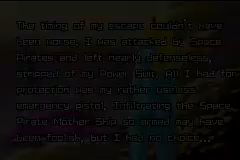 The timing of my escape couldn't have
been worse. I was attacked by Space
Pirates and left nearly defenseless,
stripped of my Power Suit. All I had for
protection was my rather useless
emergency pistol. Infiltrating the Space
Pirate Mother Ship so armed may have
been foolish, but I had no choice...